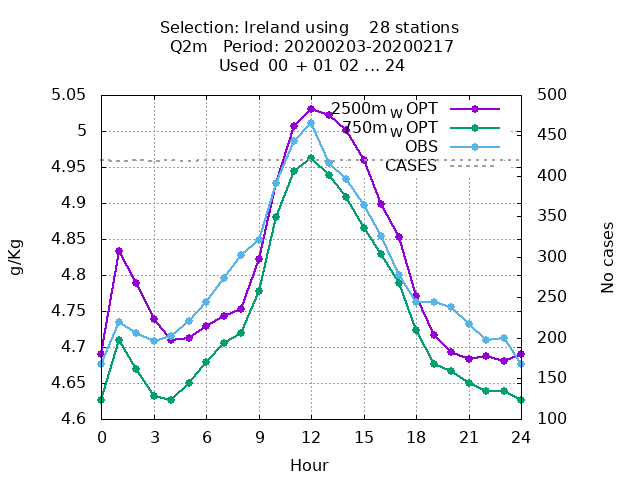 Selection: Ireland using    28 stations
Q2m   Period: 20200203-20200217
Used  00  + 01 02 ... 24
5.05
5
4.95
4.9
4.85
4.8
4.75
4.7
4.65
4.6
500
450
400
350
300
250
200
150
100
2500m W OPT
750m W OPT
OBS
CASES
g/Kg
No cases
0 3 6 9 12 15 18 21 24
Hour